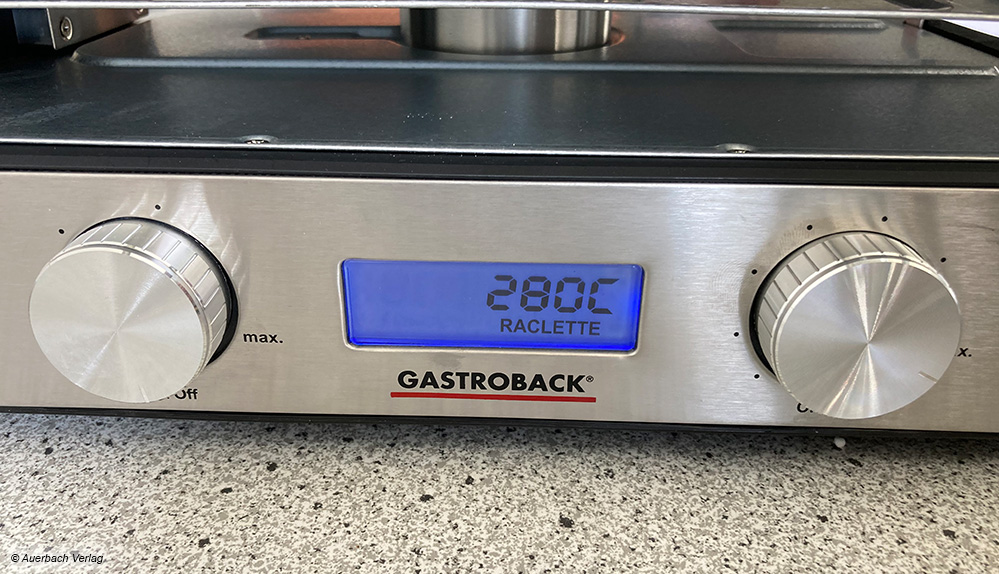 280C
RACLETTE
max.
GASTROBACK®
Off
© Auerbach Verlag